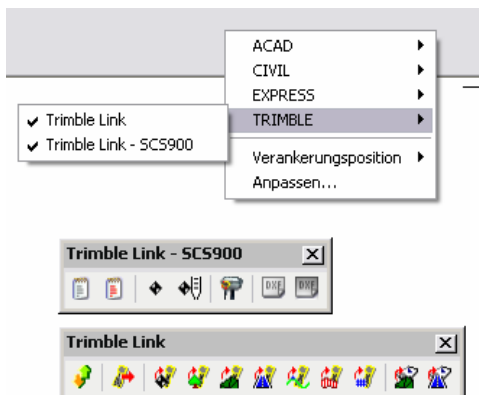 ACAD
CIVIL
EXPRESS
TRIMBLE
Trimble Link
Trimble Link - SCS900
Verankerungsposition
Anpassen...
Trimble Link - SCS900
DXF DXF
Trimble Link